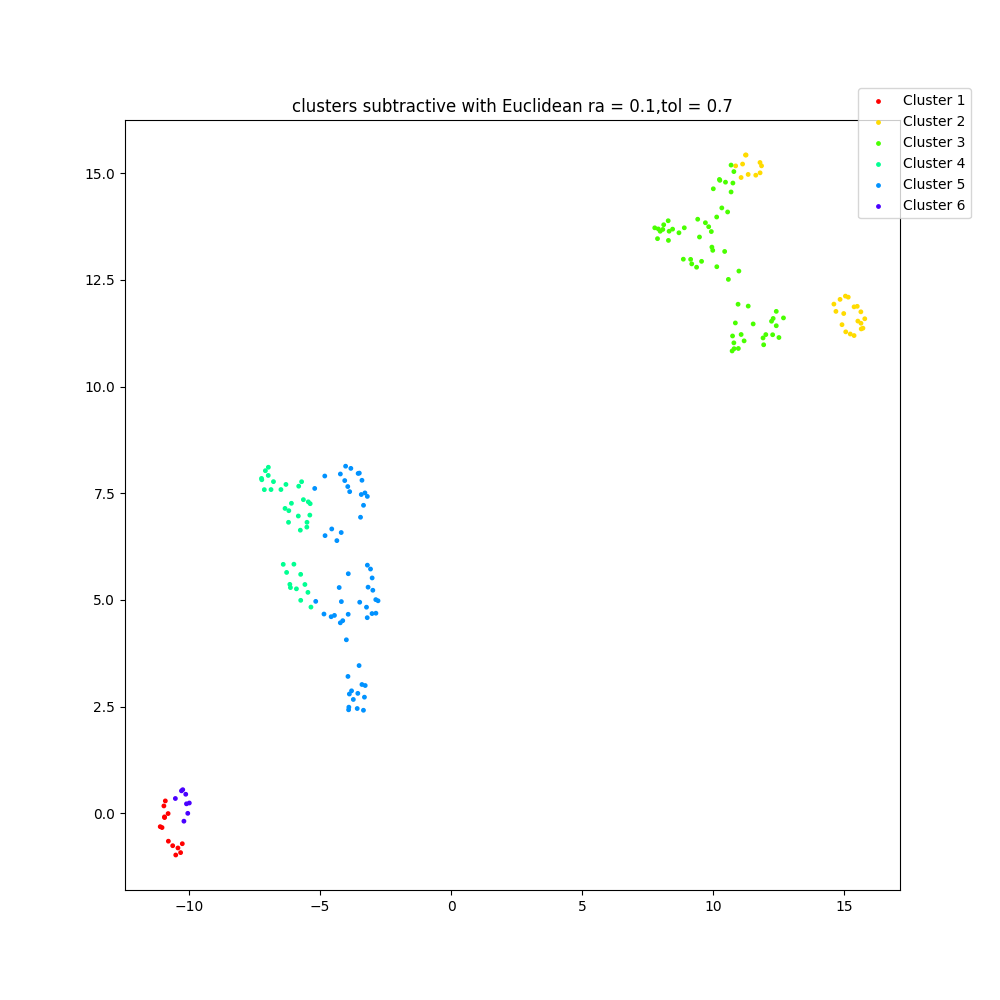 clusters subtractive with Euclidean ra = 0.1,tol = 0.7
Cluster 1
Cluster 2
Cluster 3
Cluster 4
Cluster 5
Cluster 6
15.0
12.5
10.0
7.5
5.0
2.5
0.0
−10 −5 0 5 10 15